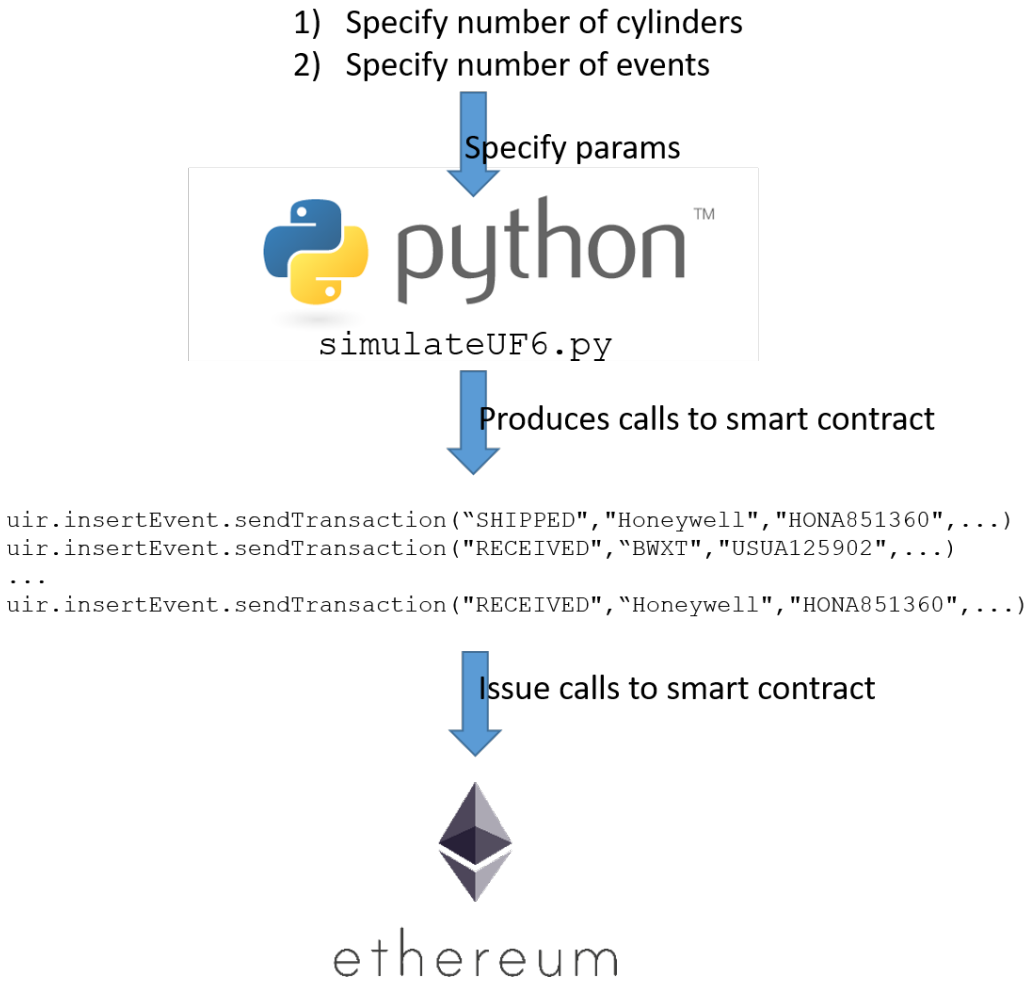 1) Specify number of cylinders
2) Specify number of events
Specify params
python™
simulateUF6.py
Produces calls to smart contract
uir.insertEvent.sendTransaction(“SHIPPED","Honeywell","HONA851360",...)
uir.insertEvent.sendTransaction("RECEIVED",“BWXT","USUA125902",...)
...
uir.insertEvent.sendTransaction("RECEIVED",“Honeywell","HONA851360",...)
Issue calls to smart contract
ethereum